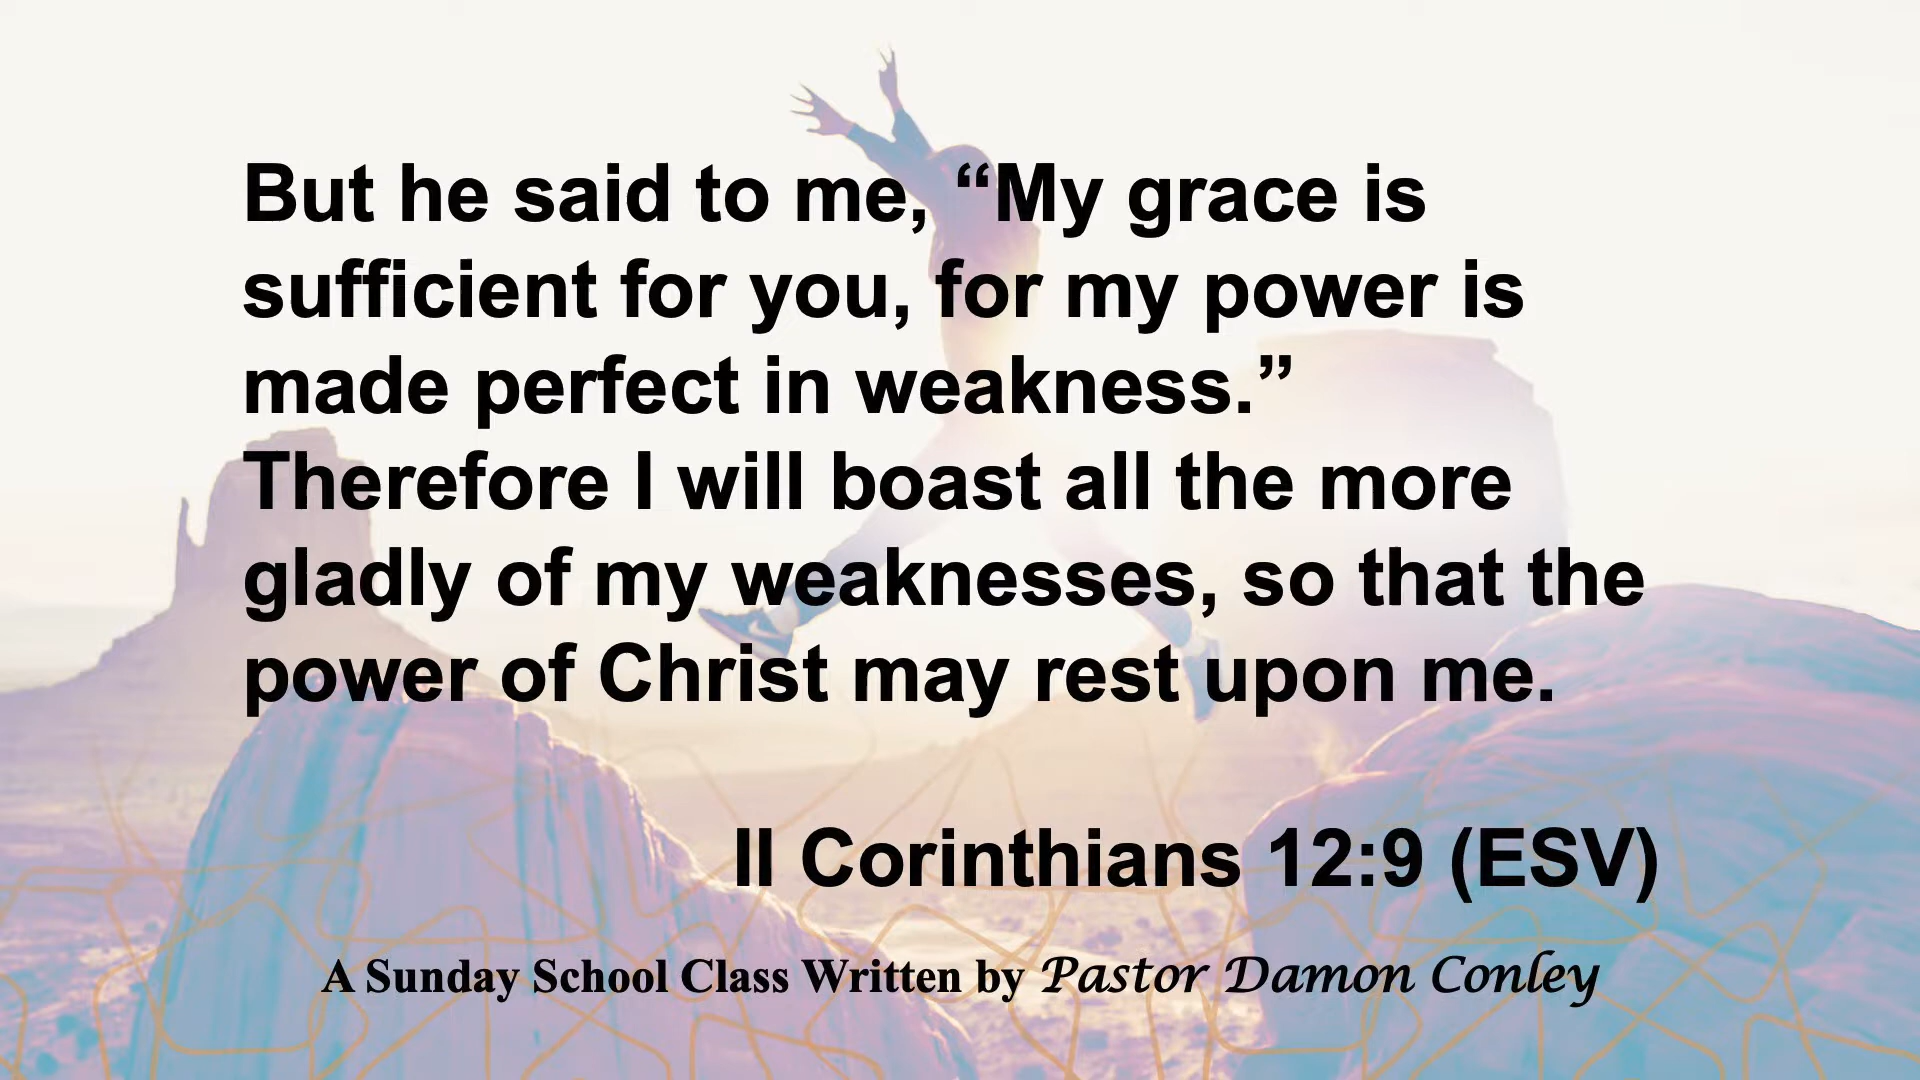 But he said to me, “My grace is
sufficient for you, for my power is
made perfect in weakness.”
Therefore I will boast all the more
gladly of my weaknesses, so that the
power of Christ may rest upon me.
II Corinthians 12:9 (ESV)
A Sunday School Class Written by Pastor Damon Conley